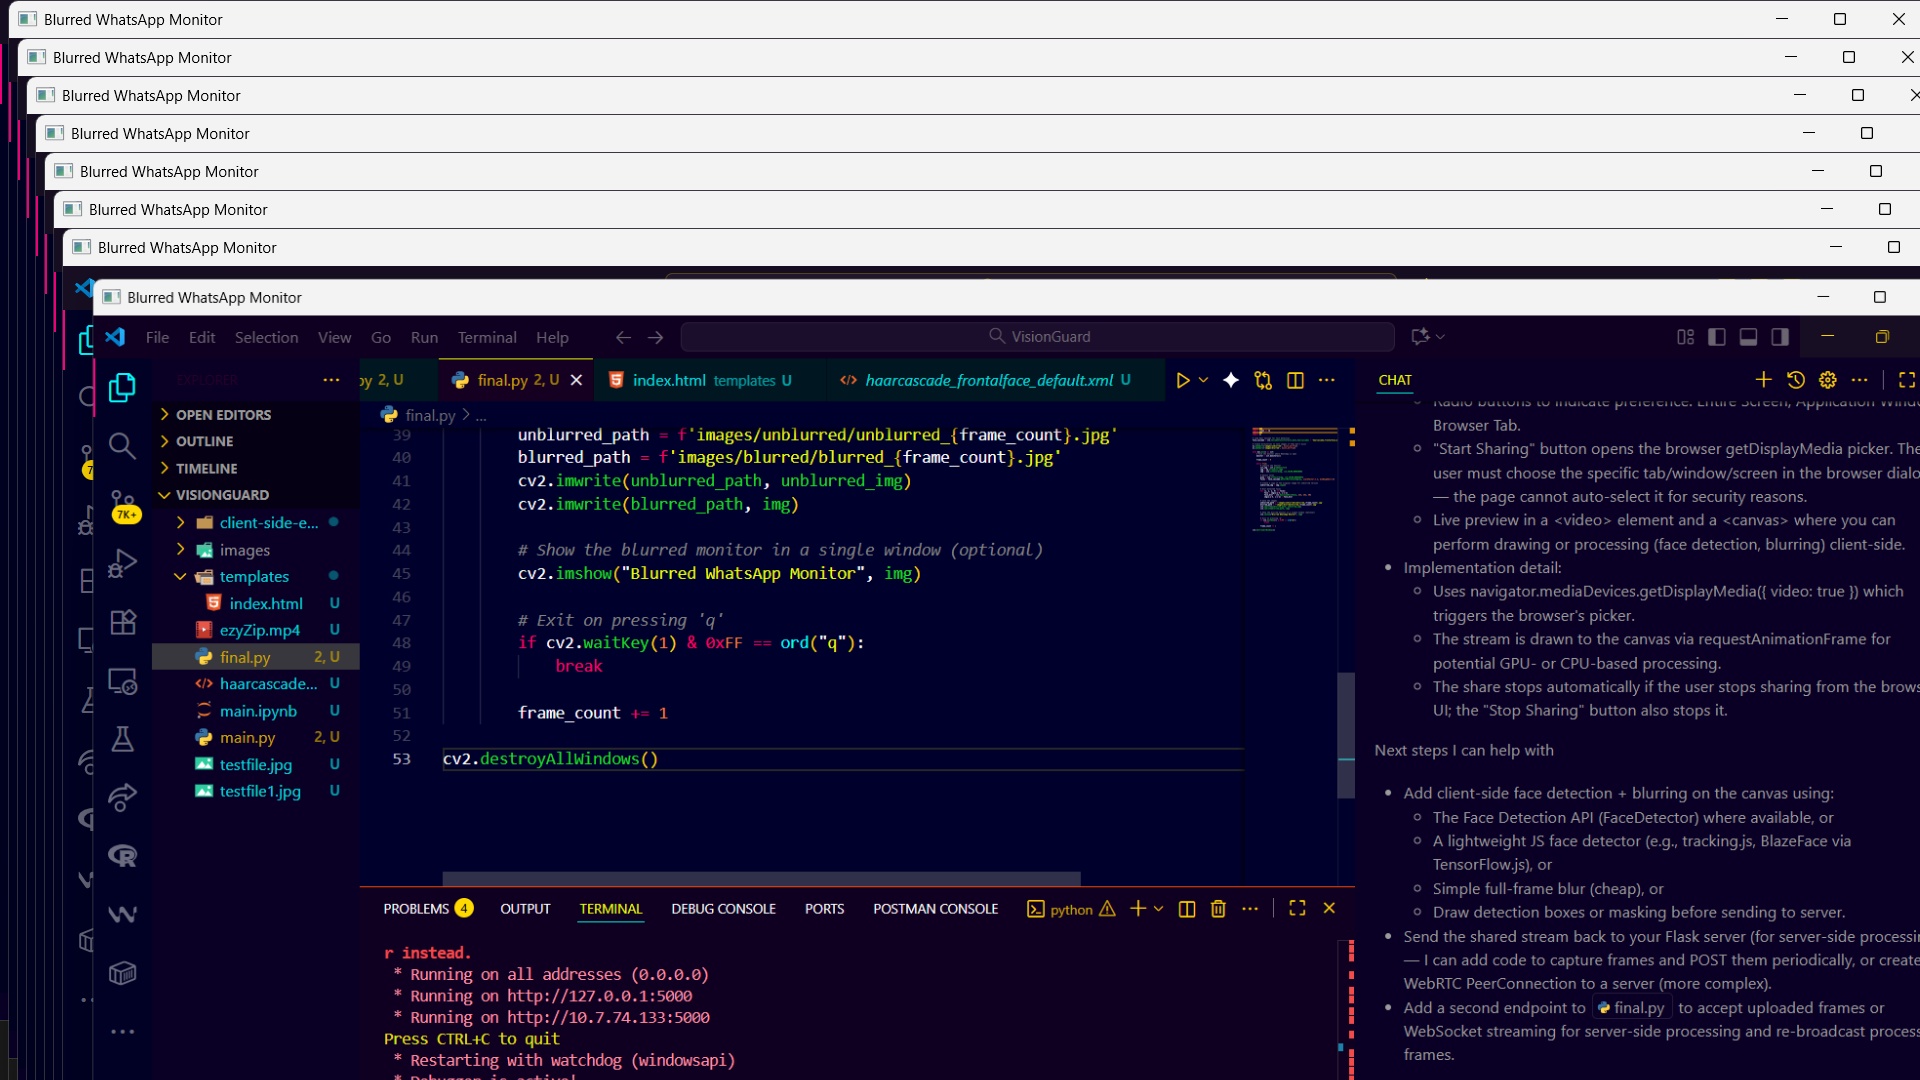 Blurred WhatsApp Monitor
Blurred WhatsApp Monitor
Blurred WhatsApp Monitor
Blurred WhatsApp Monitor
Blurred WhatsApp Monitor
Blurred WhatsApp Monitor
Blurred WhatsApp Monitor
Blurred WhatsApp Monitor
File Edit Selection View Go Run Terminal Help
VisionGuard
EXPLORER
OPEN EDITORS
OUTLINE
TIMELINE
VISIONGUARD
client-side-e...
images
templates
index.html U
ezyZip.mp4 U
final.py 2, U
haarcascade... U
main.ipynb U
main.py 2, U
testfile.jpg U
testfile1.jpg U
7K+
7
py 2, U
final.py 2, U
index.html templates U
haarcascade_frontalface_default.xml U
final.py > ...
39 unblurred_path = f'images/unblurred/unblurred_{frame_count}.jpg'
40 blurred_path = f'images/blurred/blurred_{frame_count}.jpg'
41 cv2.imwrite(unblurred_path, unblurred_img)
42 cv2.imwrite(blurred_path, img)
43
44 # Show the blurred monitor in a single window (optional)
45 cv2.imshow("Blurred WhatsApp Monitor", img)
46
47 # Exit on pressing 'q'
48 if cv2.waitKey(1) & 0xFF == ord("q"):
49 break
50
51 frame_count += 1
52
53 cv2.destroyAllWindows()
PROBLEMS 4 OUTPUT TERMINAL DEBUG CONSOLE PORTS POSTMAN CONSOLE
python
r instead.
* Running on all addresses (0.0.0.0)
* Running on http://127.0.0.1:5000
* Running on http://10.7.74.133:5000
Press CTRL+C to quit
* Restarting with watchdog (windowsapi)
* Debugger is active!
CHAT
Radio buttons to indicate preference: Entire Screen, Application
Browser Tab.
"Start Sharing" button opens the browser getDisplayMedia picker. The
user must choose the specific tab/window/screen in the browser
— the page cannot auto-select it for security reasons.
Live preview in a <video> element and a <canvas> where you can
perform drawing or processing (face detection, blurring) client-side.
Implementation detail:
Uses navigator.mediaDevices.getDisplayMedia({ video: true }) which
triggers the browser's picker.
The stream is drawn to the canvas via requestAnimationFrame for
potential GPU- or CPU-based processing.
The share stops automatically if the user stops sharing from the
UI; the "Stop Sharing" button also stops it.
Next steps I can help with
Add client-side face detection + blurring on the canvas using:
The Face Detection API (FaceDetector) where available, or
A lightweight JS face detector (e.g., tracking.js, BlazeFace via
TensorFlow.js), or
Simple full-frame blur (cheap), or
Draw detection boxes or masking before sending to server.
Send the shared stream back to your Flask server (for server-side
— I can add code to capture frames and POST them periodically, or create
WebRTC PeerConnection to a server (more complex).
Add a second endpoint to final.py to accept uploaded frames or
WebSocket streaming for server-side processing and re-broadcast
frames.